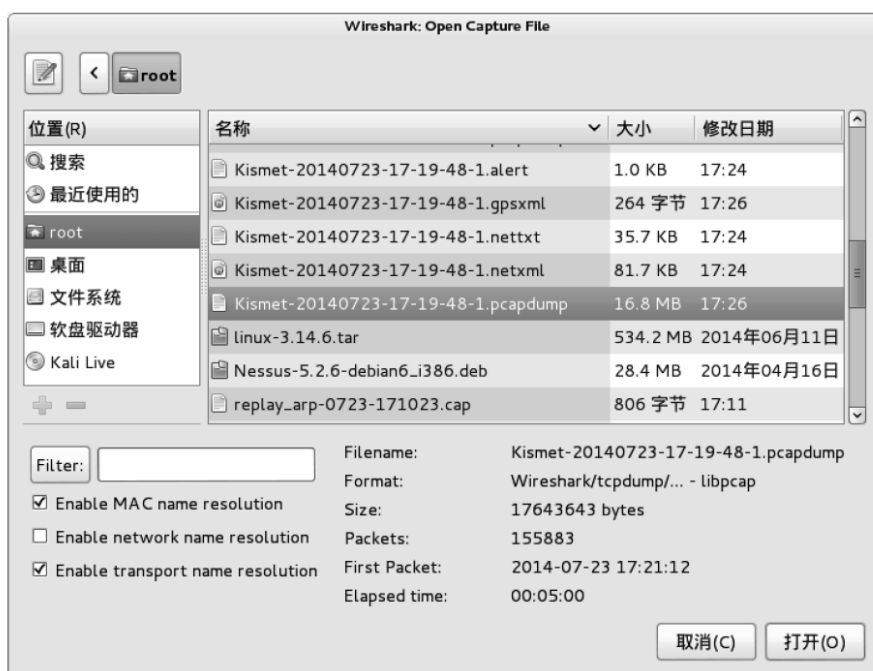 Wireshark: Open Capture File
root
位置(R)
搜索
最近使用的
root
桌面
文件系统
软盘驱动器
Kali Live
名称 大小 修改日期
Kismet-20140723-17-19-48-1.alert 1.0 KB 17:24
Kismet-20140723-17-19-48-1.gpsxml 264 字节 17:26
Kismet-20140723-17-19-48-1.nettxt 35.7 KB 17:24
Kismet-20140723-17-19-48-1.netxml 81.7 KB 17:24
Kismet-20140723-17-19-48-1.pcapdump 16.8 MB 17:26
linux-3.14.6.tar 534.2 MB 2014年06月11日
Nessus-5.2.6-debian6_i386.deb 28.4 MB 2014年04月16日
replay_arp-0723-171023.cap 806 字节 17:11
Filter:
Enable MAC name resolution
Enable network name resolution
Enable transport name resolution
Filename: Kismet-20140723-17-19-48-1.pcapdump
Format: Wireshark/tcpdump/... - libpcap
Size: 17643643 bytes
Packets: 155883
First Packet: 2014-07-23 17:21:12
Elapsed time: 00:05:00
取消(C) 打开(O)